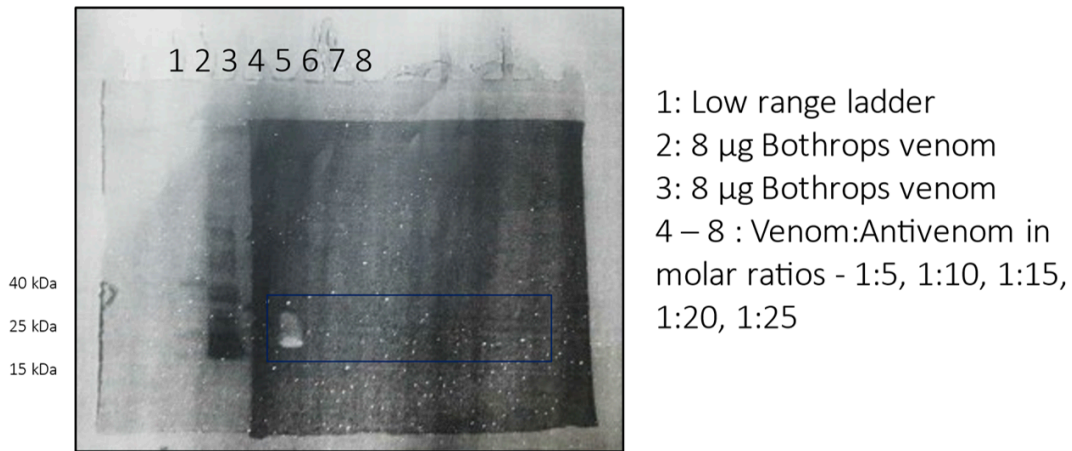 1 2 3 4 5 6 7 8
1: Low range ladder
2: 8 µg Bothrops venom
3: 8 µg Bothrops venom
4 – 8 : Venom:Antivenom in
molar ratios - 1:5, 1:10, 1:15,
1:20, 1:25
40 kDa
25 kDa
15 kDa